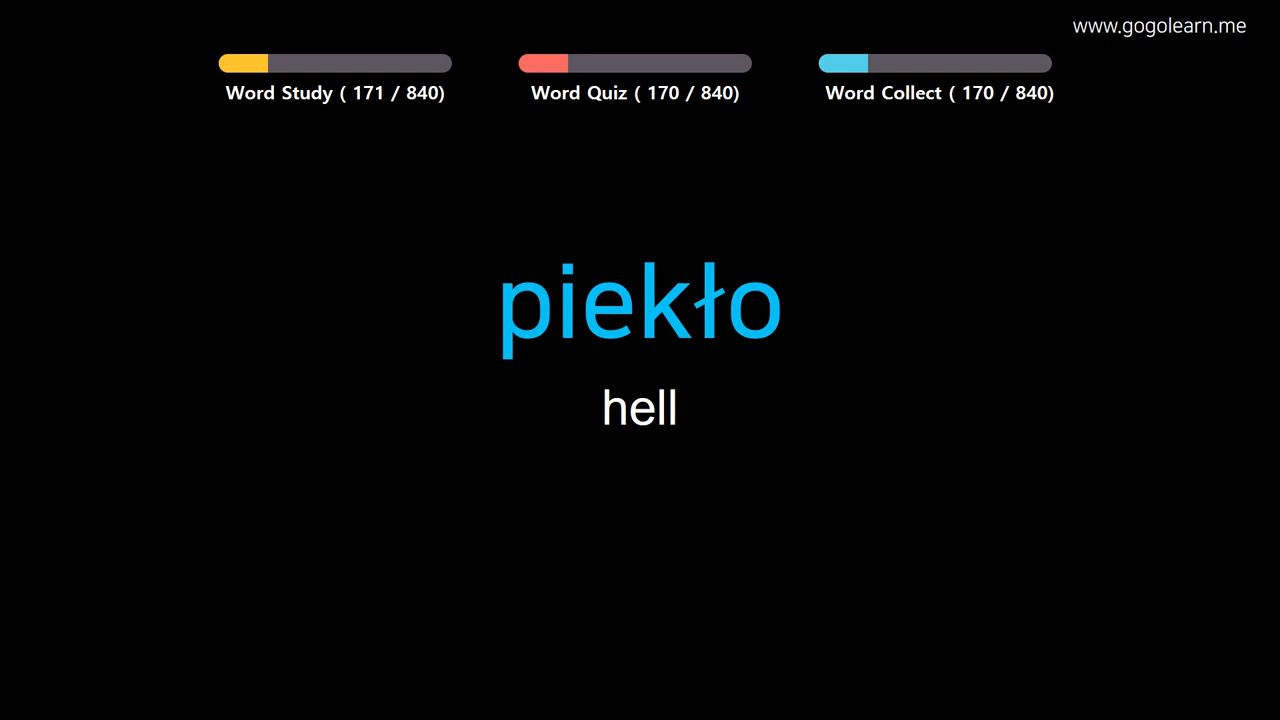 www.gogolearn.me
Word Study ( 171 / 840)
Word Quiz ( 170 / 840)
Word Collect ( 170 / 840)
piekło
hell